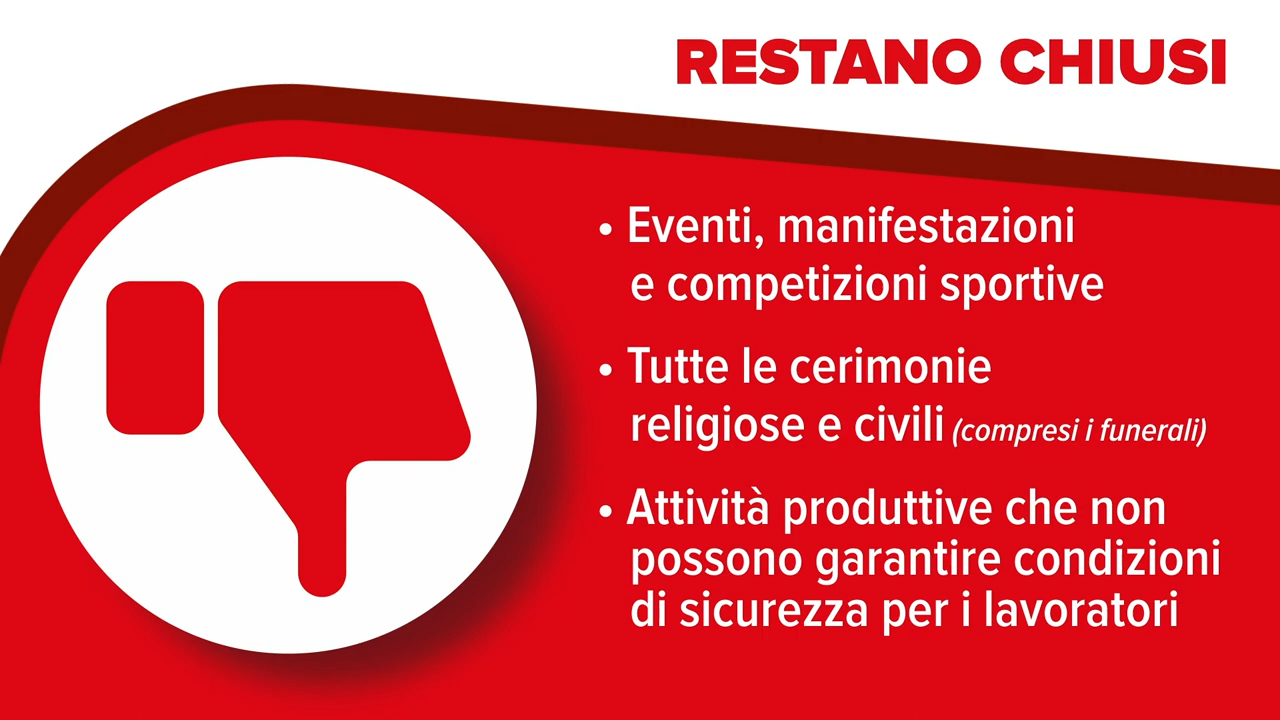 RESTANO CHIUSI
• Eventi, manifestazioni
e competizioni sportive
• Tutte le cerimonie
religiose e civili (compresi i funerali)
• Attività produttive che non
possono garantire condizioni
di sicurezza per i lavoratori